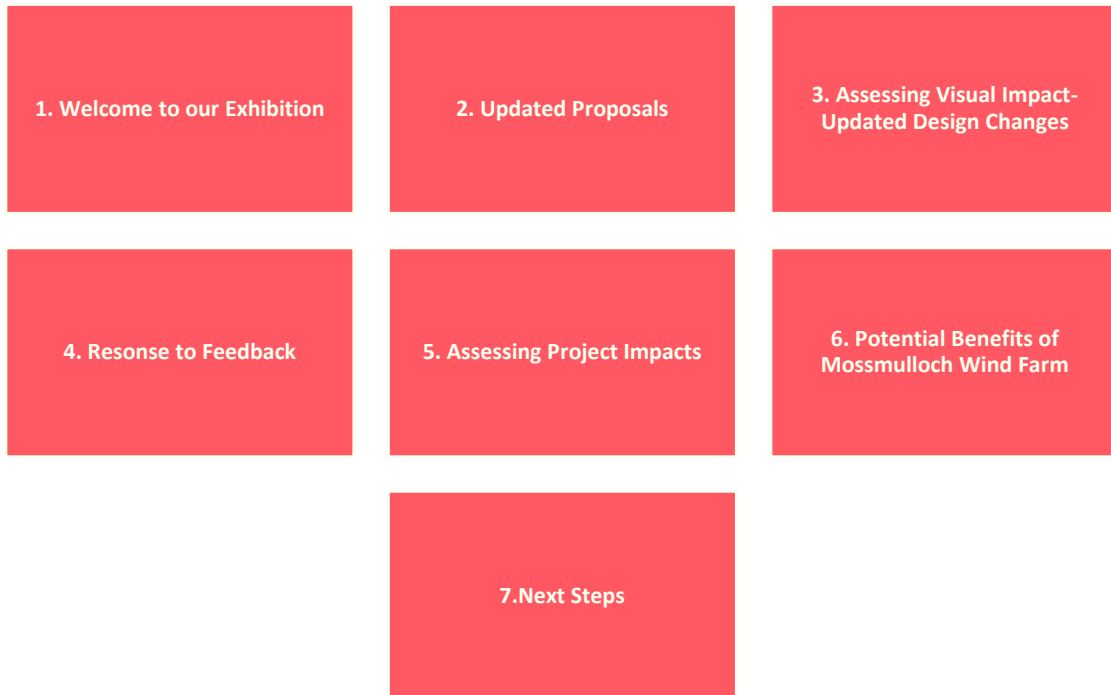 1. Welcome to our Exhibition
2. Updated Proposals
3. Assessing Visual Impact-
Updated Design Changes
4. Resonse to Feedback
5. Assessing Project Impacts
6. Potential Benefits of
Mossmulloch Wind Farm
7.Next Steps